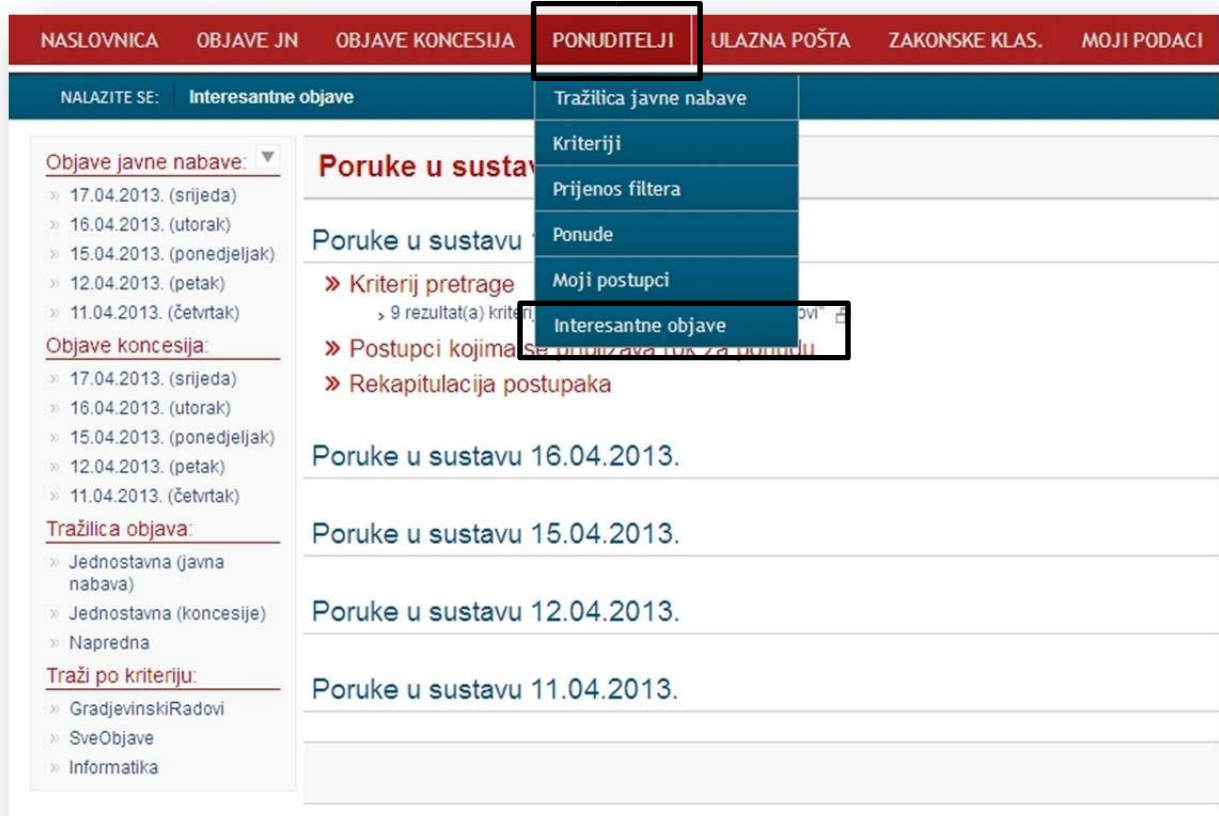 NASLOVNICA OBJAVE JN OBJAVE KONCESIJA PONUDITELJI ULAZNA POŠTA ZAKONSKE KLAS. MOJI PODACI
NALAZITE SE: Interesantne objave
Tražilica javne nabave
Kriteriji
Prijenos filtera
Ponude
Moji postupci
Interesantne objave
Objave javne nabave:
» 17.04.2013. (srijeda)
» 16.04.2013. (utorak)
» 15.04.2013. (ponedjeljak)
» 12.04.2013. (petak)
» 11.04.2013. (četvrtak)
Objave koncesija:
» 17.04.2013. (srijeda)
» 16.04.2013. (utorak)
» 15.04.2013. (ponedjeljak)
» 12.04.2013. (petak)
» 11.04.2013. (četvrtak)
Tražilica objava:
» Jednostavna (javna
nabava)
» Jednostavna (koncesije)
» Napredna
Traži po kriteriju:
» GradjevinskiRadovi
» SveObjave
» Informatika
Poruke u
Poruke u sustavu
» Kriterij pretrage
9 rezultat(a)
» Postupci kojima se približava rok za ponudu
» Rekapitulacija postupaka
Poruke u sustavu 16.04.2013.
Poruke u sustavu 15.04.2013.
Poruke u sustavu 12.04.2013.
Poruke u sustavu 11.04.2013.